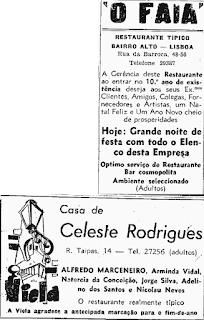 "O FAIA"
RESTAURANTE TÍPICO
BAIRRO ALTO — LISBOA
Rua da Barroca, 48-56
Telefone 29387
A Gerência deste Restaurante
ao entrar no 10.º ano de exis-
tência deseja aos seus Ex.mos
Clientes, Amigos, Colegas, For-
necedores e Artistas, um Na-
tal Feliz e Um Ano Novo cheio
de prosperidades
Hoje: Grande noite de
festa com todo o Elen-
co desta Empresa
Optimo serviço de Restaurante
Bar cosmopolita
Ambiente seleccionado
(Adultos)
Casa de
Celeste Rodrigues
R. Taipas, 14 — Tel. 27256 (adultos)
Viela
ALFREDO MARCENEIRO, Arminda Vidal,
Natercia da Conceição, Jorge Silva, Adeli-
no dos Santos e Nicolau Neves
O restaurante realmente típico
A Viela agradece a antecipada marcação para o fim-de-ano